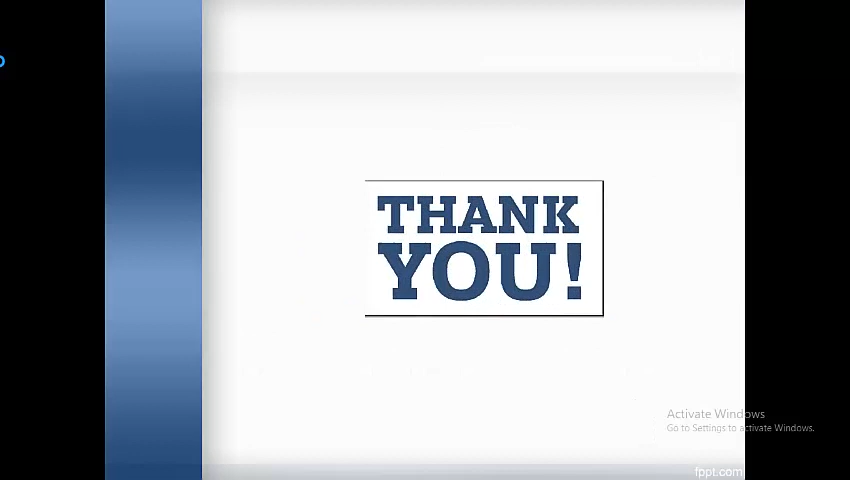 THANK
YOU!
Activate Windows
Go to Settings to activate Windows.
fppt.com